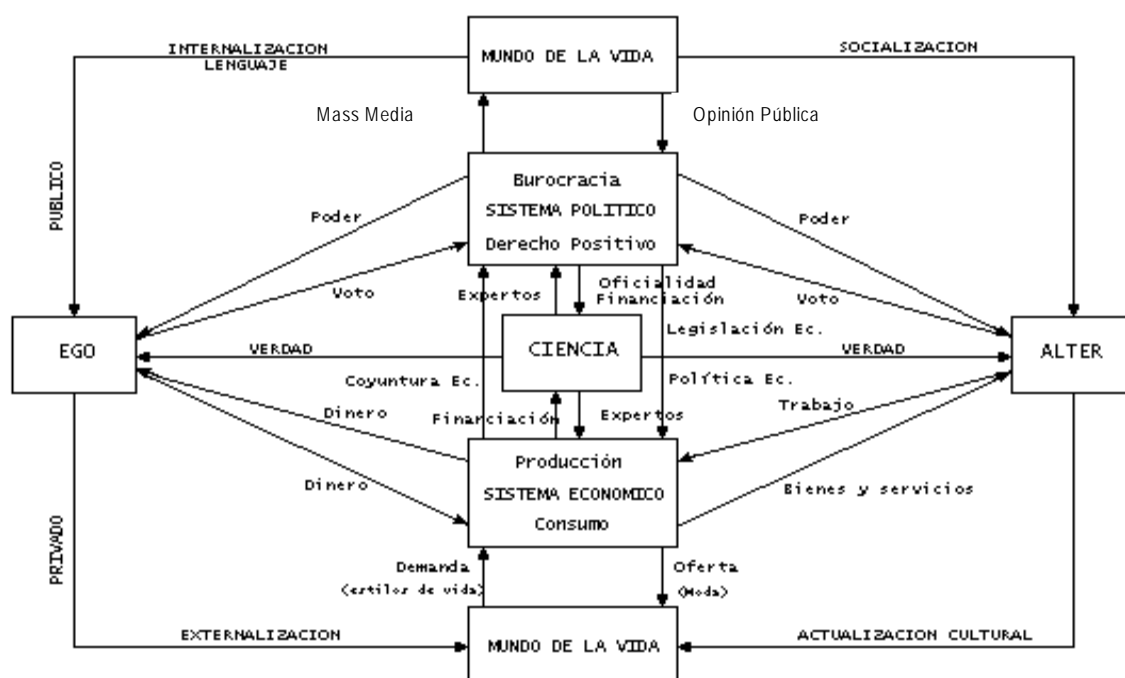 INTERNALIZACION
LENGUAJE
MUNDO DE LA VIDA
SOCIALIZACION
Mass Media
Opinión Pública
PUBLICO
Burocracia
SISTEMA POLITICO
Derecho Positivo
Poder
Poder
Voto
Expertos
Oficialidad
Financiación
Voto
EGO
VERDAD
CIENCIA
Legislación Ec.
VERDAD
ALTER
Coyuntura Ec.
Política Ec.
Dinero
Financiación
Expertos
Trabajo
Dinero
Producción
SISTEMA ECONOMICO
Consumo
Bienes y servicios
PRIVADO
Demanda
(estilos de vida)
Oferta
(Moda)
EXTERNALIZACION
MUNDO DE LA VIDA
ACTUALIZACION CULTURAL